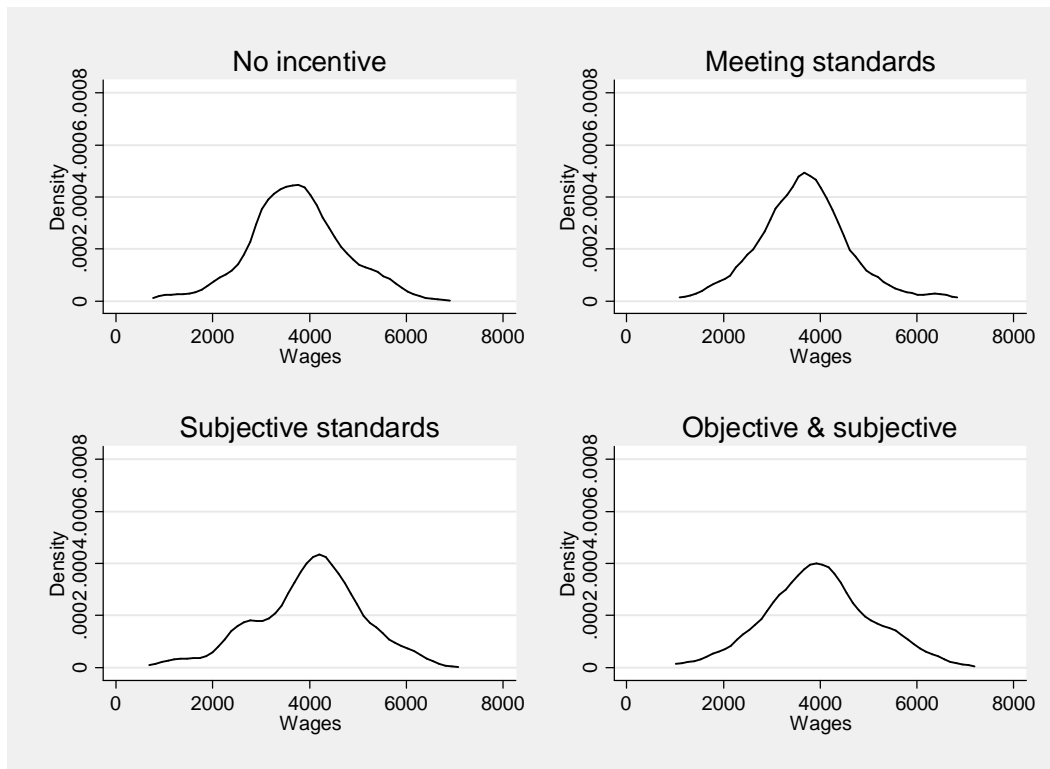 No incentive
Density
0 .0002 .0004 .0006 .0008
0 2000 4000 6000 8000
Wages
Meeting standards
Density
0 .0002 .0004 .0006 .0008
0 2000 4000 6000 8000
Wages
Subjective standards
Density
0 .0002 .0004 .0006 .0008
0 2000 4000 6000 8000
Wages
Objective & subjective
Density
0 .0002 .0004 .0006 .0008
0 2000 4000 6000 8000
Wages